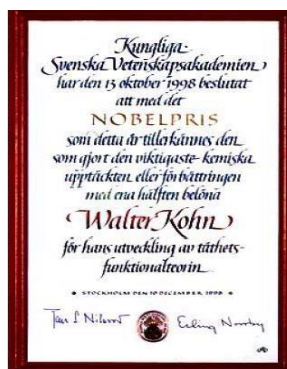 Kungliga
Svenska Vetenskapsakademien
har den 13 oktober 1998 beslutat
att med det
NOBELPRIS
som detta år tillerkännes den
som gjort den viktigaste kemiska
upptäckten eller förbättringen
med ena hälften belöna
Walter Kohn
för hans utveckling av täthets-
funktionalteorin
STOCKHOLM DEN 10 DECEMBER 1998
Erling Norrby